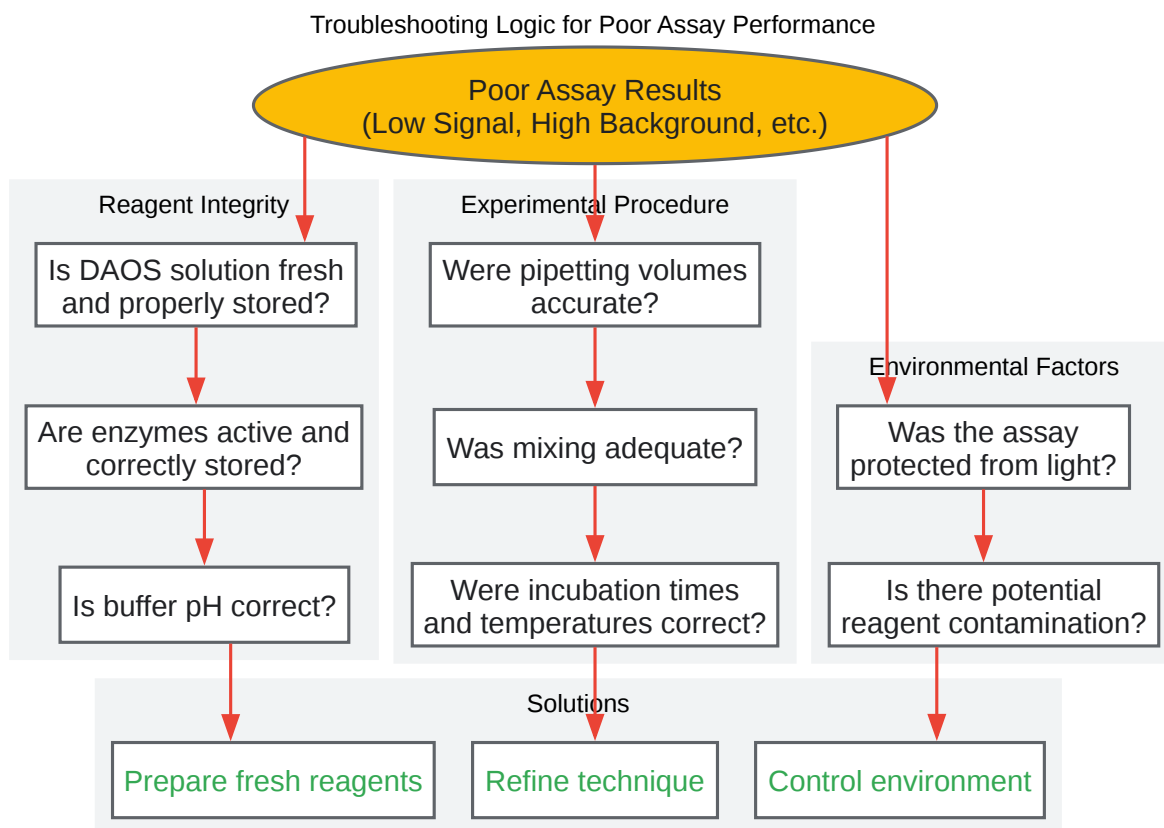 Troubleshooting Logic for Poor Assay Performance
Poor Assay Results
(Low Signal, High Background, etc.)
Reagent Integrity
Is DAOS solution fresh
and properly stored?
Are enzymes active and
correctly stored?
Is buffer pH correct?
Experimental Procedure
Were pipetting volumes
accurate?
Was mixing adequate?
Were incubation times
and temperatures correct?
Environmental Factors
Was the assay
protected from light?
Is there potential
reagent contamination?
Solutions
Prepare fresh reagents
Refine technique
Control environment